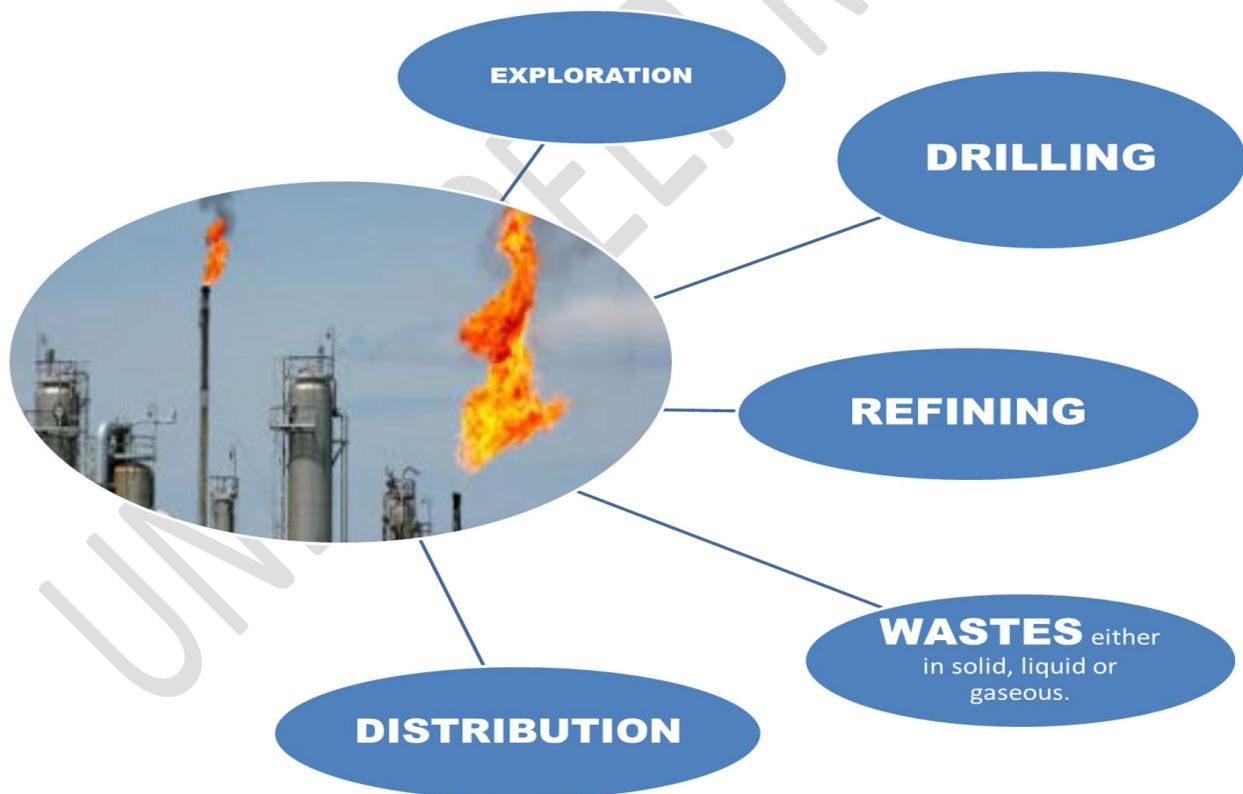 EXPLORATION
DRILLING
REFINING
WASTES either
in solid, liquid or
gaseous.
DISTRIBUTION